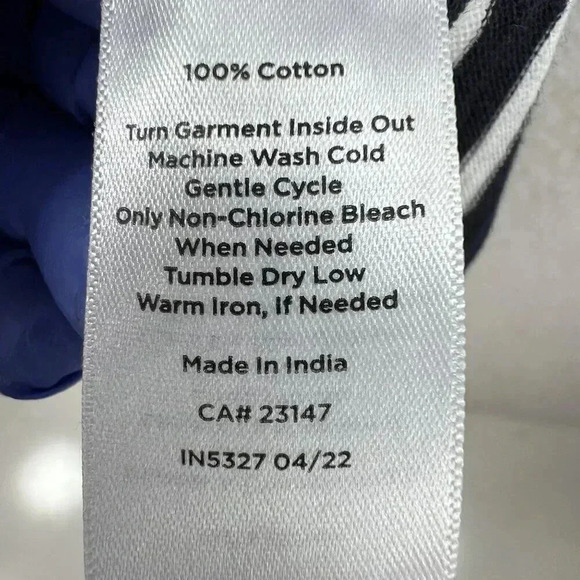 100% Cotton
Turn Garment Inside Out
Machine Wash Cold
Gentle Cycle
Only Non-Chlorine Bleach
When Needed
Tumble Dry Low
Warm Iron, If Needed
Made In India
CA# 23147
IN5327 04/22